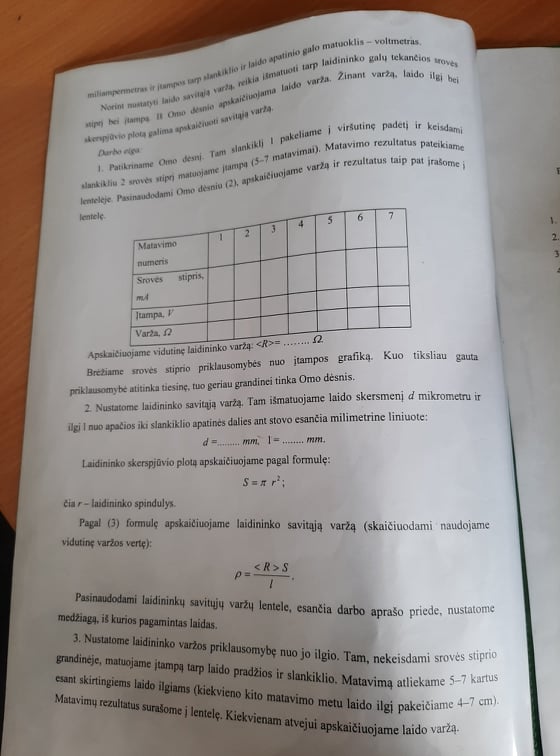 miliampermetras ir įtampos tarp slankiklio ir laido apatinio galo matuoklis – voltmetras.
Norint nustatyti laido savitąją varžą, reikia išmatuoti tarp laidininko galų tekančios srovės
stiprį bei įtampą. Iš Omo dėsnio apskaičiuojama laido varža. Žinant varžą, laido ilgį bei
skerspjūvio plotą galima apskaičiuoti savitąją varžą.
Darbo eiga:
1. Patikriname Omo dėsnį. Tam slankiklį 1 pakeliame į viršutinę padėtį ir keisdami
slankikliu 2 srovės stiprį matuojame įtampą (5–7 matavimai). Matavimo rezultatus pateikiame
lentelėje. Pasinaudodami Omo dėsniu (2), apskaičiuojame varžą ir rezultatus taip pat įrašome į
lentelę.
Matavimo 1 2 3 4 5 6 7
numeris
Srovės stipris,
mA
Įtampa, V
Varža, Ω
Apskaičiuojame vidutinę laidininko varžą: <R>= ........ Ω.
Brėžiame srovės stiprio priklausomybės nuo įtampos grafiką. Kuo tiksliau gauta
priklausomybė atitinka tiesinę, tuo geriau grandinei tinka Omo dėsnis.
2. Nustatome laidininko savitąją varžą. Tam išmatuojame laido skersmenį d mikrometru ir
ilgį l nuo apačios iki slankiklio apatinės dalies ant stovo esančia milimetrine liniuote:
d =........ mm, l = ........ mm.
Laidininko skerspjūvio plotą apskaičiuojame pagal formulę:
S = π r²;
čia r – laidininko spindulys.
Pagal (3) formulę apskaičiuojame laidininko savitąją varžą (skaičiuodami naudojame
vidutinę varžos vertę):
ρ = <R> S / l .
Pasinaudodami laidininkų savitųjų varžų lentele, esančia darbo aprašo priede, nustatome
medžiagą, iš kurios pagamintas laidas.
3. Nustatome laidininko varžos priklausomybę nuo jo ilgio. Tam, nekeisdami srovės stiprio
grandinėje, matuojame įtampą tarp laido pradžios ir slankiklio. Matavimą atliekame 5–7 kartus
esant skirtingiems laido ilgiams (kiekvieno kito matavimo metu laido ilgį pakeičiame 4–7 cm).
Matavimų rezultatus surašome į lentelę. Kiekvienam atvejui apskaičiuojame laido varžą.
1.
2.
3